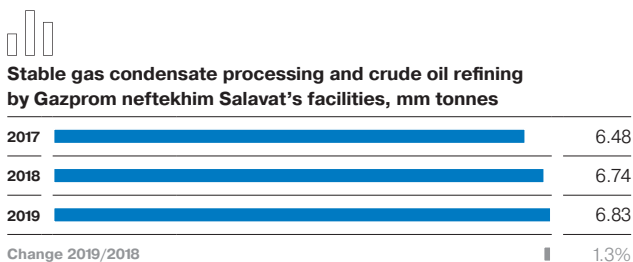 Stable gas condensate processing and crude oil refining
by Gazprom neftekhim Salavat’s facilities, mm tonnes
2017 6.48
2018 6.74
2019 6.83
Change 2019/2018 1.3%